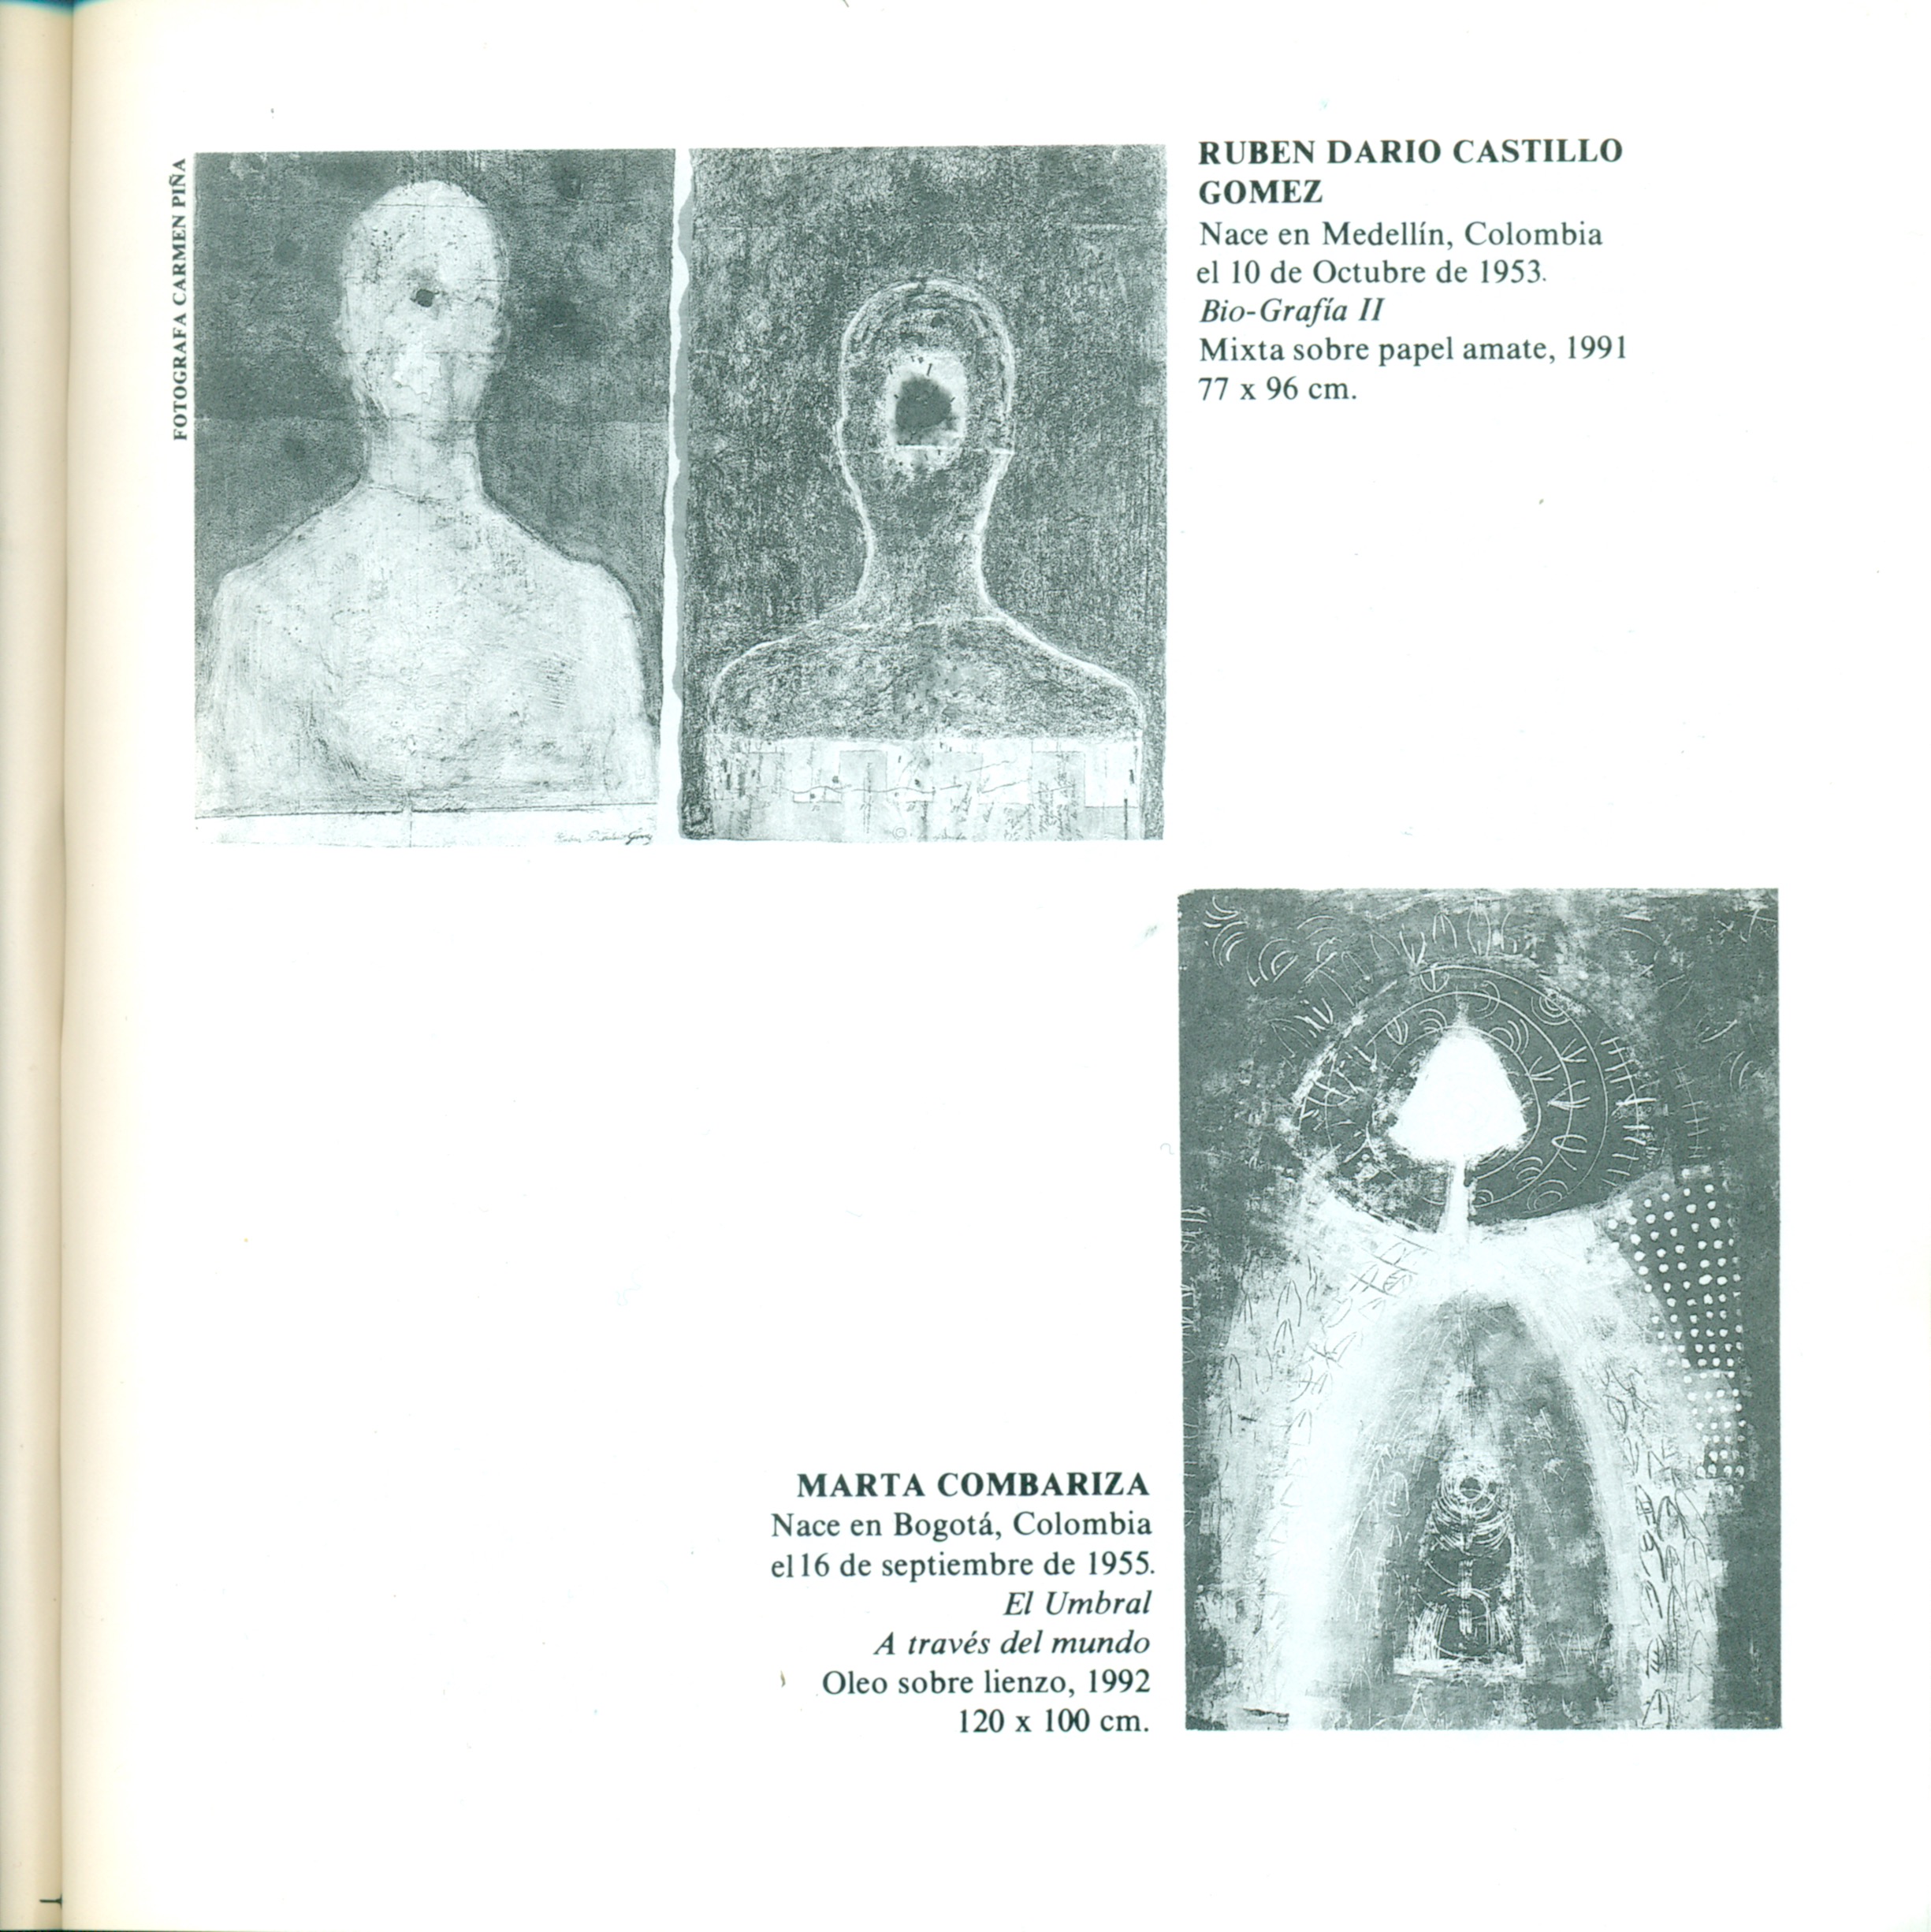 FOTOGRAFA CARMEN PIÑA
RUBEN DARIO CASTILLO
GOMEZ
Nace en Medellín, Colombia
el 10 de Octubre de 1953.
Bio-Grafía II
Mixta sobre papel amate, 1991
77 x 96 cm.
MARTA COMBARIZA
Nace en Bogotá, Colombia
el 16 de septiembre de 1955.
El Umbral
A través del mundo
Oleo sobre lienzo, 1992
120 x 100 cm.